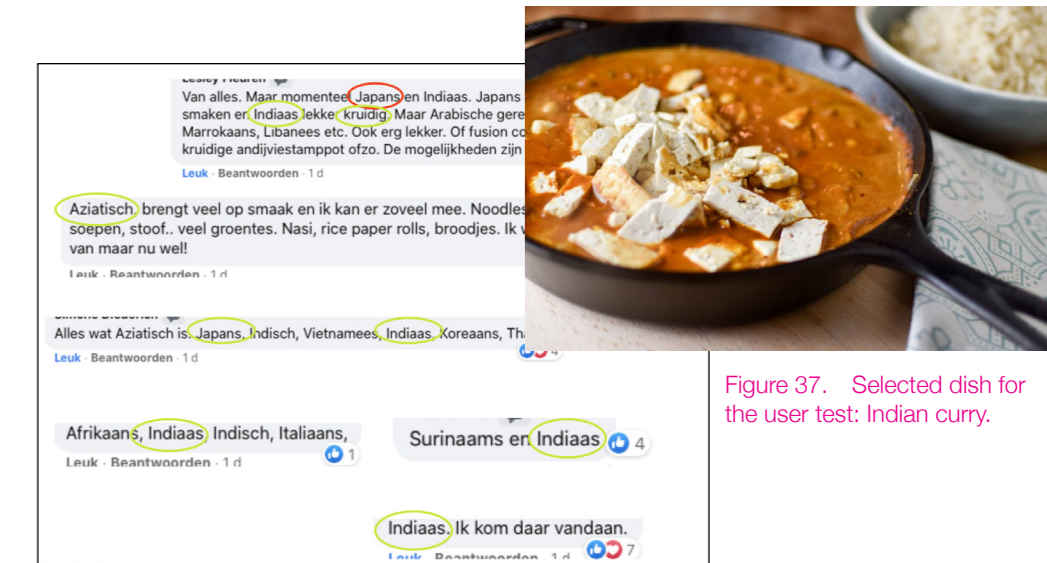 Van alles. Maar momenteel Japans en Indiaas. Japans
smaken en Indiaas lekker kruidig. Maar Arabische gere
Marrokaans, Libanees etc. Ook erg lekker. Of fusion co
kruidige andijviestamppot ofzo. De mogelijkheden zijn
Leuk · Beantwoorden · 1 d
Aziatisch, brengt veel op smaak en ik kan er zoveel mee. Noodles
soepen, stoof.. veel groentes. Nasi, rice paper rolls, broodjes. Ik
van maar nu wel!
Leuk · Beantwoorden · 1 d
Alles wat Aziatisch is. Japans, Indisch, Vietnamees, Indiaas, Koreaans,
Leuk · Beantwoorden · 1 d
4
Afrikaans, Indiaas, Indisch, Italiaans,
Leuk · Beantwoorden · 1 d
1
Surinaams en Indiaas
4
Indiaas. Ik kom daar vandaan.
Leuk · Beantwoorden · 1 d
7
Figure 37. Selected dish for
the user test: Indian curry.